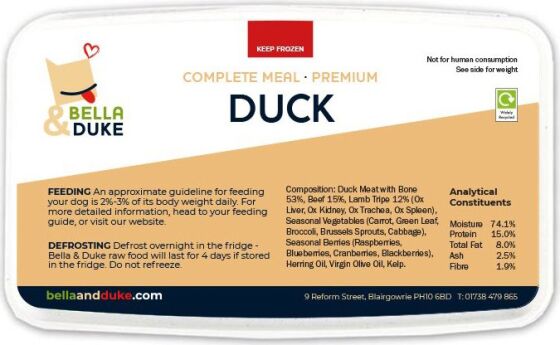 KEEP FROZEN
Not for human consumption
See side for weight
COMPLETE MEAL · PREMIUM
DUCK
Widely
Recycled
BELLA
& DUKE
FEEDING An approximate guideline for feeding
your dog is 2%-3% of its body weight daily. For
more detailed information, head to your feeding
guide, or visit our website.
DEFROSTING Defrost overnight in the fridge -
Bella & Duke raw food will last for 4 days if stored
in the fridge. Do not refreeze.
Composition: Duck Meat with Bone
53%, Beef 15%, Lamb Tripe 12% (Ox
Liver, Ox Kidney, Ox Trachea, Ox Spleen),
Seasonal Vegetables (Carrot, Green Leaf,
Broccoli, Brussels Sprouts, Cabbage),
Seasonal Berries (Raspberries,
Blueberries, Cranberries, Blackberries),
Herring Oil, Virgin Olive Oil, Kelp.
Analytical
Constituents
Moisture 74.1%
Protein 15.0%
Total Fat 8.0%
Ash 2.5%
Fibre 1.9%
bellaandduke.com
9 Reform Street, Blairgowrie PH10 6BD T: 01738 479 865